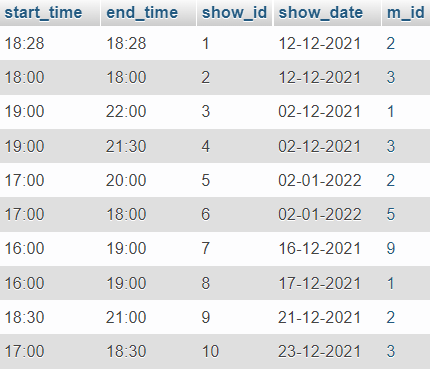 start_time end_time show_id show_date m_id
18:28 18:28 1 12-12-2021 2
18:00 18:00 2 12-12-2021 3
19:00 22:00 3 02-12-2021 1
19:00 21:30 4 02-12-2021 3
17:00 20:00 5 02-01-2022 2
17:00 18:00 6 02-01-2022 5
16:00 19:00 7 16-12-2021 9
16:00 19:00 8 17-12-2021 1
18:30 21:00 9 21-12-2021 2
17:00 18:30 10 23-12-2021 3